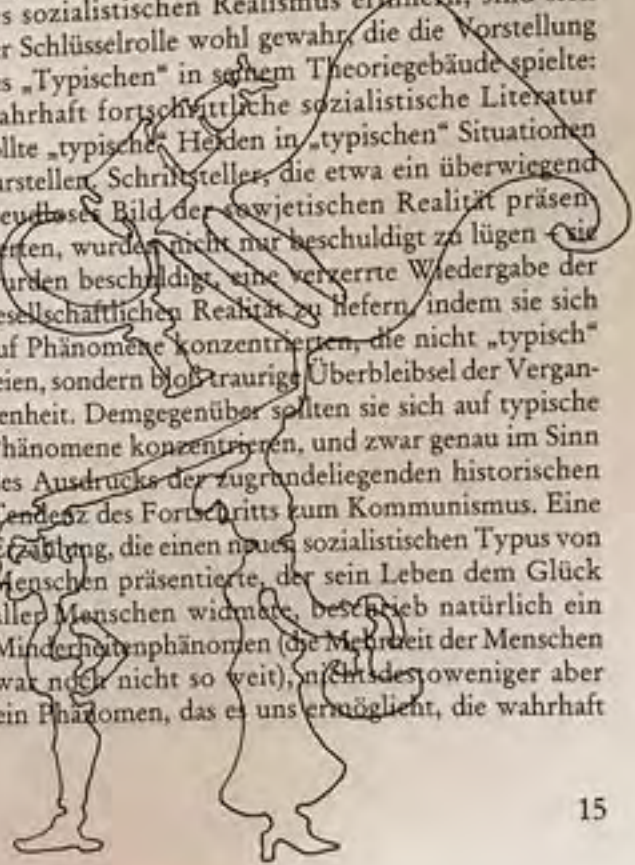 s sozialistischen Realismus
r Schlüsselrolle wohl gewahr, die die Vorstellung
s „Typischen“ in seinem Theoriegebäude spielte:
ahrhaft fortschrittliche sozialistische Literatur
llte „typische“ Helden in „typischen“ Situationen
arstellen. Schriftsteller, die etwa ein überwiegend
eudloses Bild der sowjetischen Realität präsen-
erten, wurden nicht nur beschuldigt zu lügen – sie
urden beschuldigt, eine verzerrte Wiedergabe der
esellschaftlichen Realität zu liefern, indem sie sich
uf Phänomene konzentrierten, die nicht „typisch“
eien, sondern bloß traurige Überbleibsel der Vergan-
enheit. Demgegenüber sollten sie sich auf typische
Phänomene konzentrieren, und zwar genau im Sinn
es Ausdrucks der zugrundeliegenden historischen
Tendenz des Fortschritts zum Kommunismus. Eine
Erzählung, die einen neuen sozialistischen Typus von
Menschen präsentierte, der sein Leben dem Glück
aller Menschen widmete, beschrieb natürlich ein
Minderheitenphänomen (die Mehrheit der Menschen
war noch nicht so weit), nichtsdestoweniger aber
ein Phänomen, das es uns ermöglicht, die wahrhaft
15